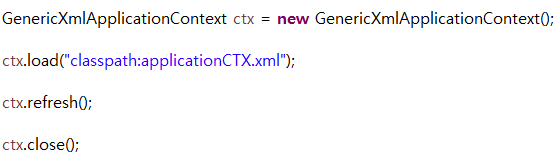 GenericXmlApplicationContext ctx = new GenericXmlApplicationContext();
ctx.load("classpath:applicationCTX.xml");
ctx.refresh();
ctx.close();